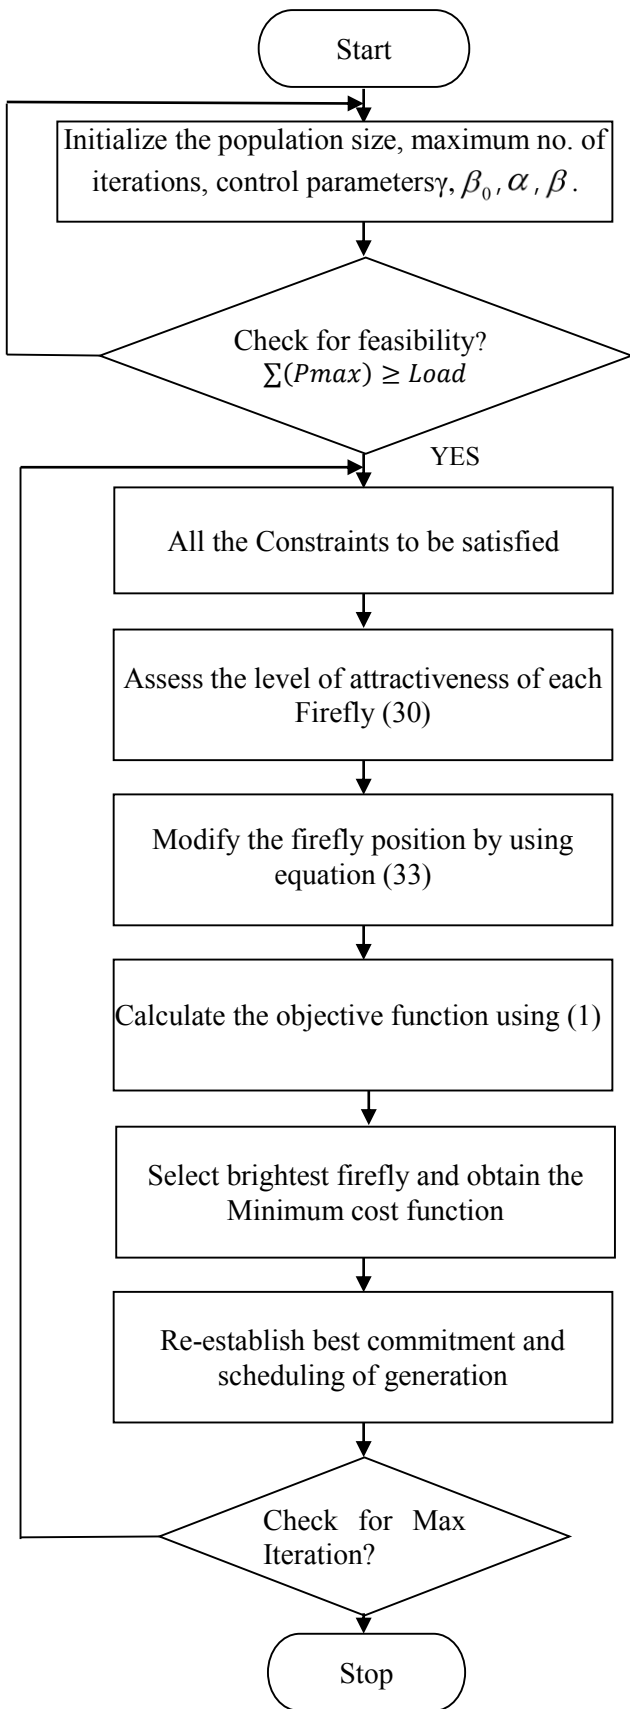 Start
Initialize the population size, maximum no. of
iterations, control parametersγ, β₀, α, β.
Check for feasibility?
∑(Pmax) ≥ Load
YES
All the Constraints to be satisfied
Assess the level of attractiveness of each
Firefly (30)
Modify the firefly position by using
equation (33)
Calculate the objective function using (1)
Select brightest firefly and obtain the
Minimum cost function
Re-establish best commitment and
scheduling of generation
Check for Max
Iteration?
Stop